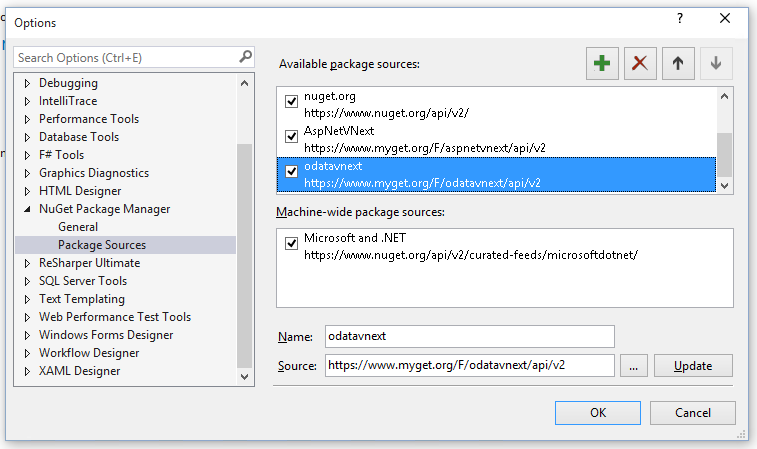 Options
?
Search Options (Ctrl+E)
Debugging
IntelliTrace
Performance Tools
Database Tools
F# Tools
Graphics Diagnostics
HTML Designer
NuGet Package Manager
General
Package Sources
ReSharper Ultimate
SQL Server Tools
Text Templating
Web Performance Test Tools
Windows Forms Designer
Workflow Designer
XAML Designer
Available package sources:
nuget.org
https://www.nuget.org/api/v2/
AspNetVNext
https://www.myget.org/F/aspnetvnext/api/v2
odatavnext
https://www.myget.org/F/odatavnext/api/v2
Machine-wide package sources:
Microsoft and .NET
https://www.nuget.org/api/v2/curated-feeds/microsoftdotnet/
Name: odatavnext
Source: https://www.myget.org/F/odatavnext/api/v2 ... Update
OK Cancel